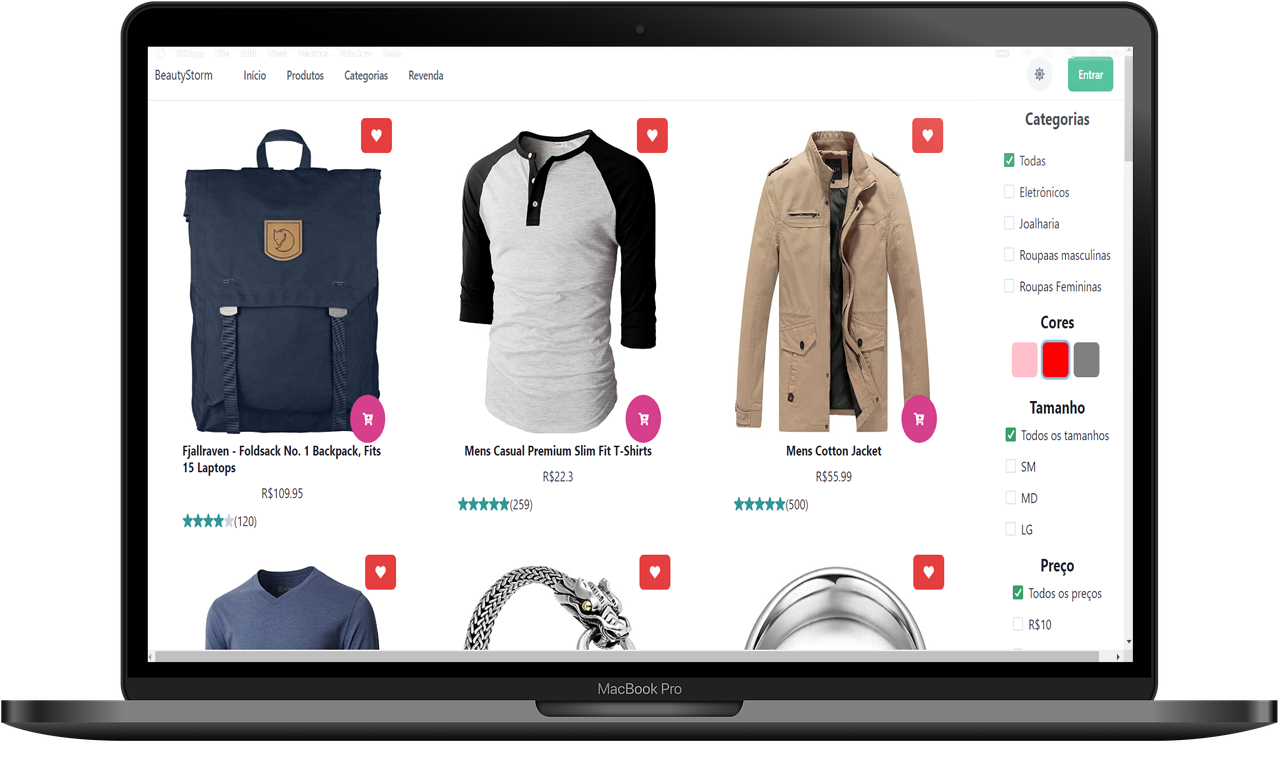 BeautyStorm Início Produtos Categorias Revenda Entrar
Fjallraven - Foldsack No. 1 Backpack, Fits
15 Laptops
R$109.95
(120)
Mens Casual Premium Slim Fit T-Shirts
R$22.3
(259)
Mens Cotton Jacket
R$55.99
(500)
Categorias
Todas
Eletrônicos
Joalharia
Roupaas masculinas
Roupas Femininas
Cores
Tamanho
Todos os tamanhos
SM
MD
LG
Preço
Todos os preços
R$10
MacBook Pro